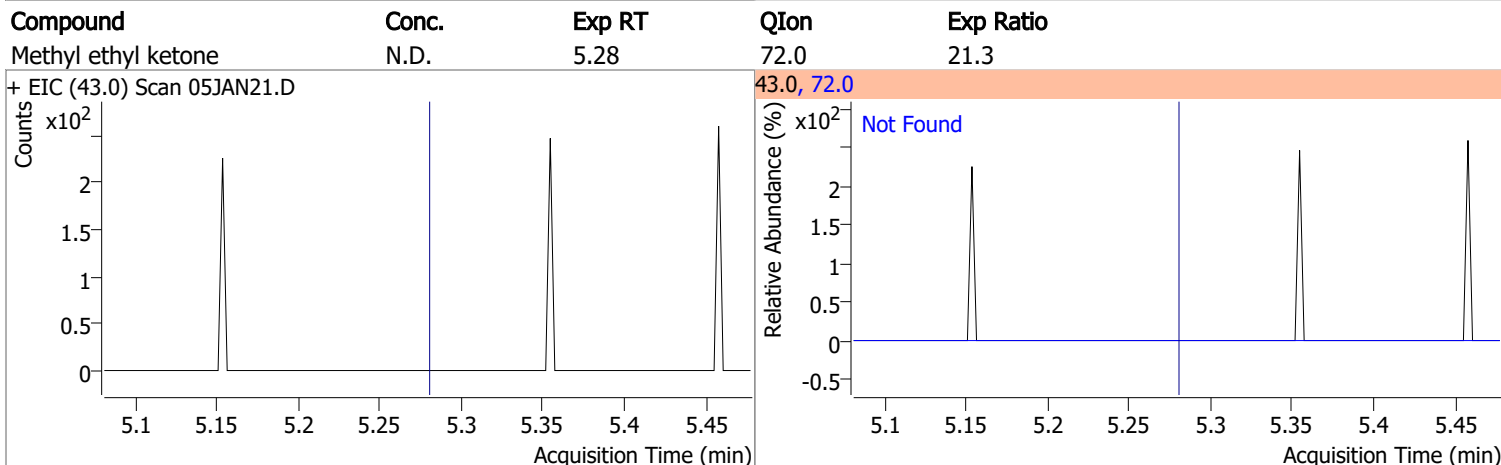 Compound Conc. Exp RT QIon Exp Ratio
Methyl ethyl ketone N.D. 5.28 72.0 21.3
+ EIC (43.0) Scan 05JAN21.D
Counts
x10²
2
1.5
1
0.5
0
5.1 5.15 5.2 5.25 5.3 5.35 5.4 5.45
Acquisition Time (min)
43.0, 72.0
Relative Abundance (%)
x10²
Not Found
2
1.5
1
0.5
0
-0.5
5.1 5.15 5.2 5.25 5.3 5.35 5.4 5.45
Acquisition Time (min)